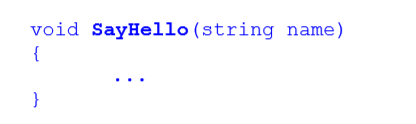 void SayHello(string name)
{
...
}